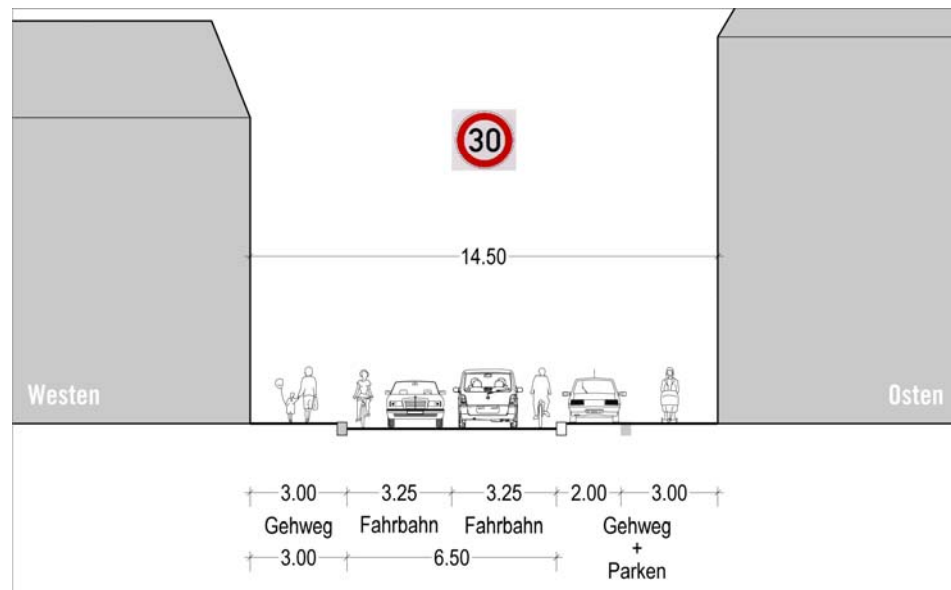 30
14.50
Westen
Osten
3.00 3.25 3.25 2.00 3.00
Gehweg Fahrbahn Fahrbahn Gehweg
+
Parken
3.00 6.50